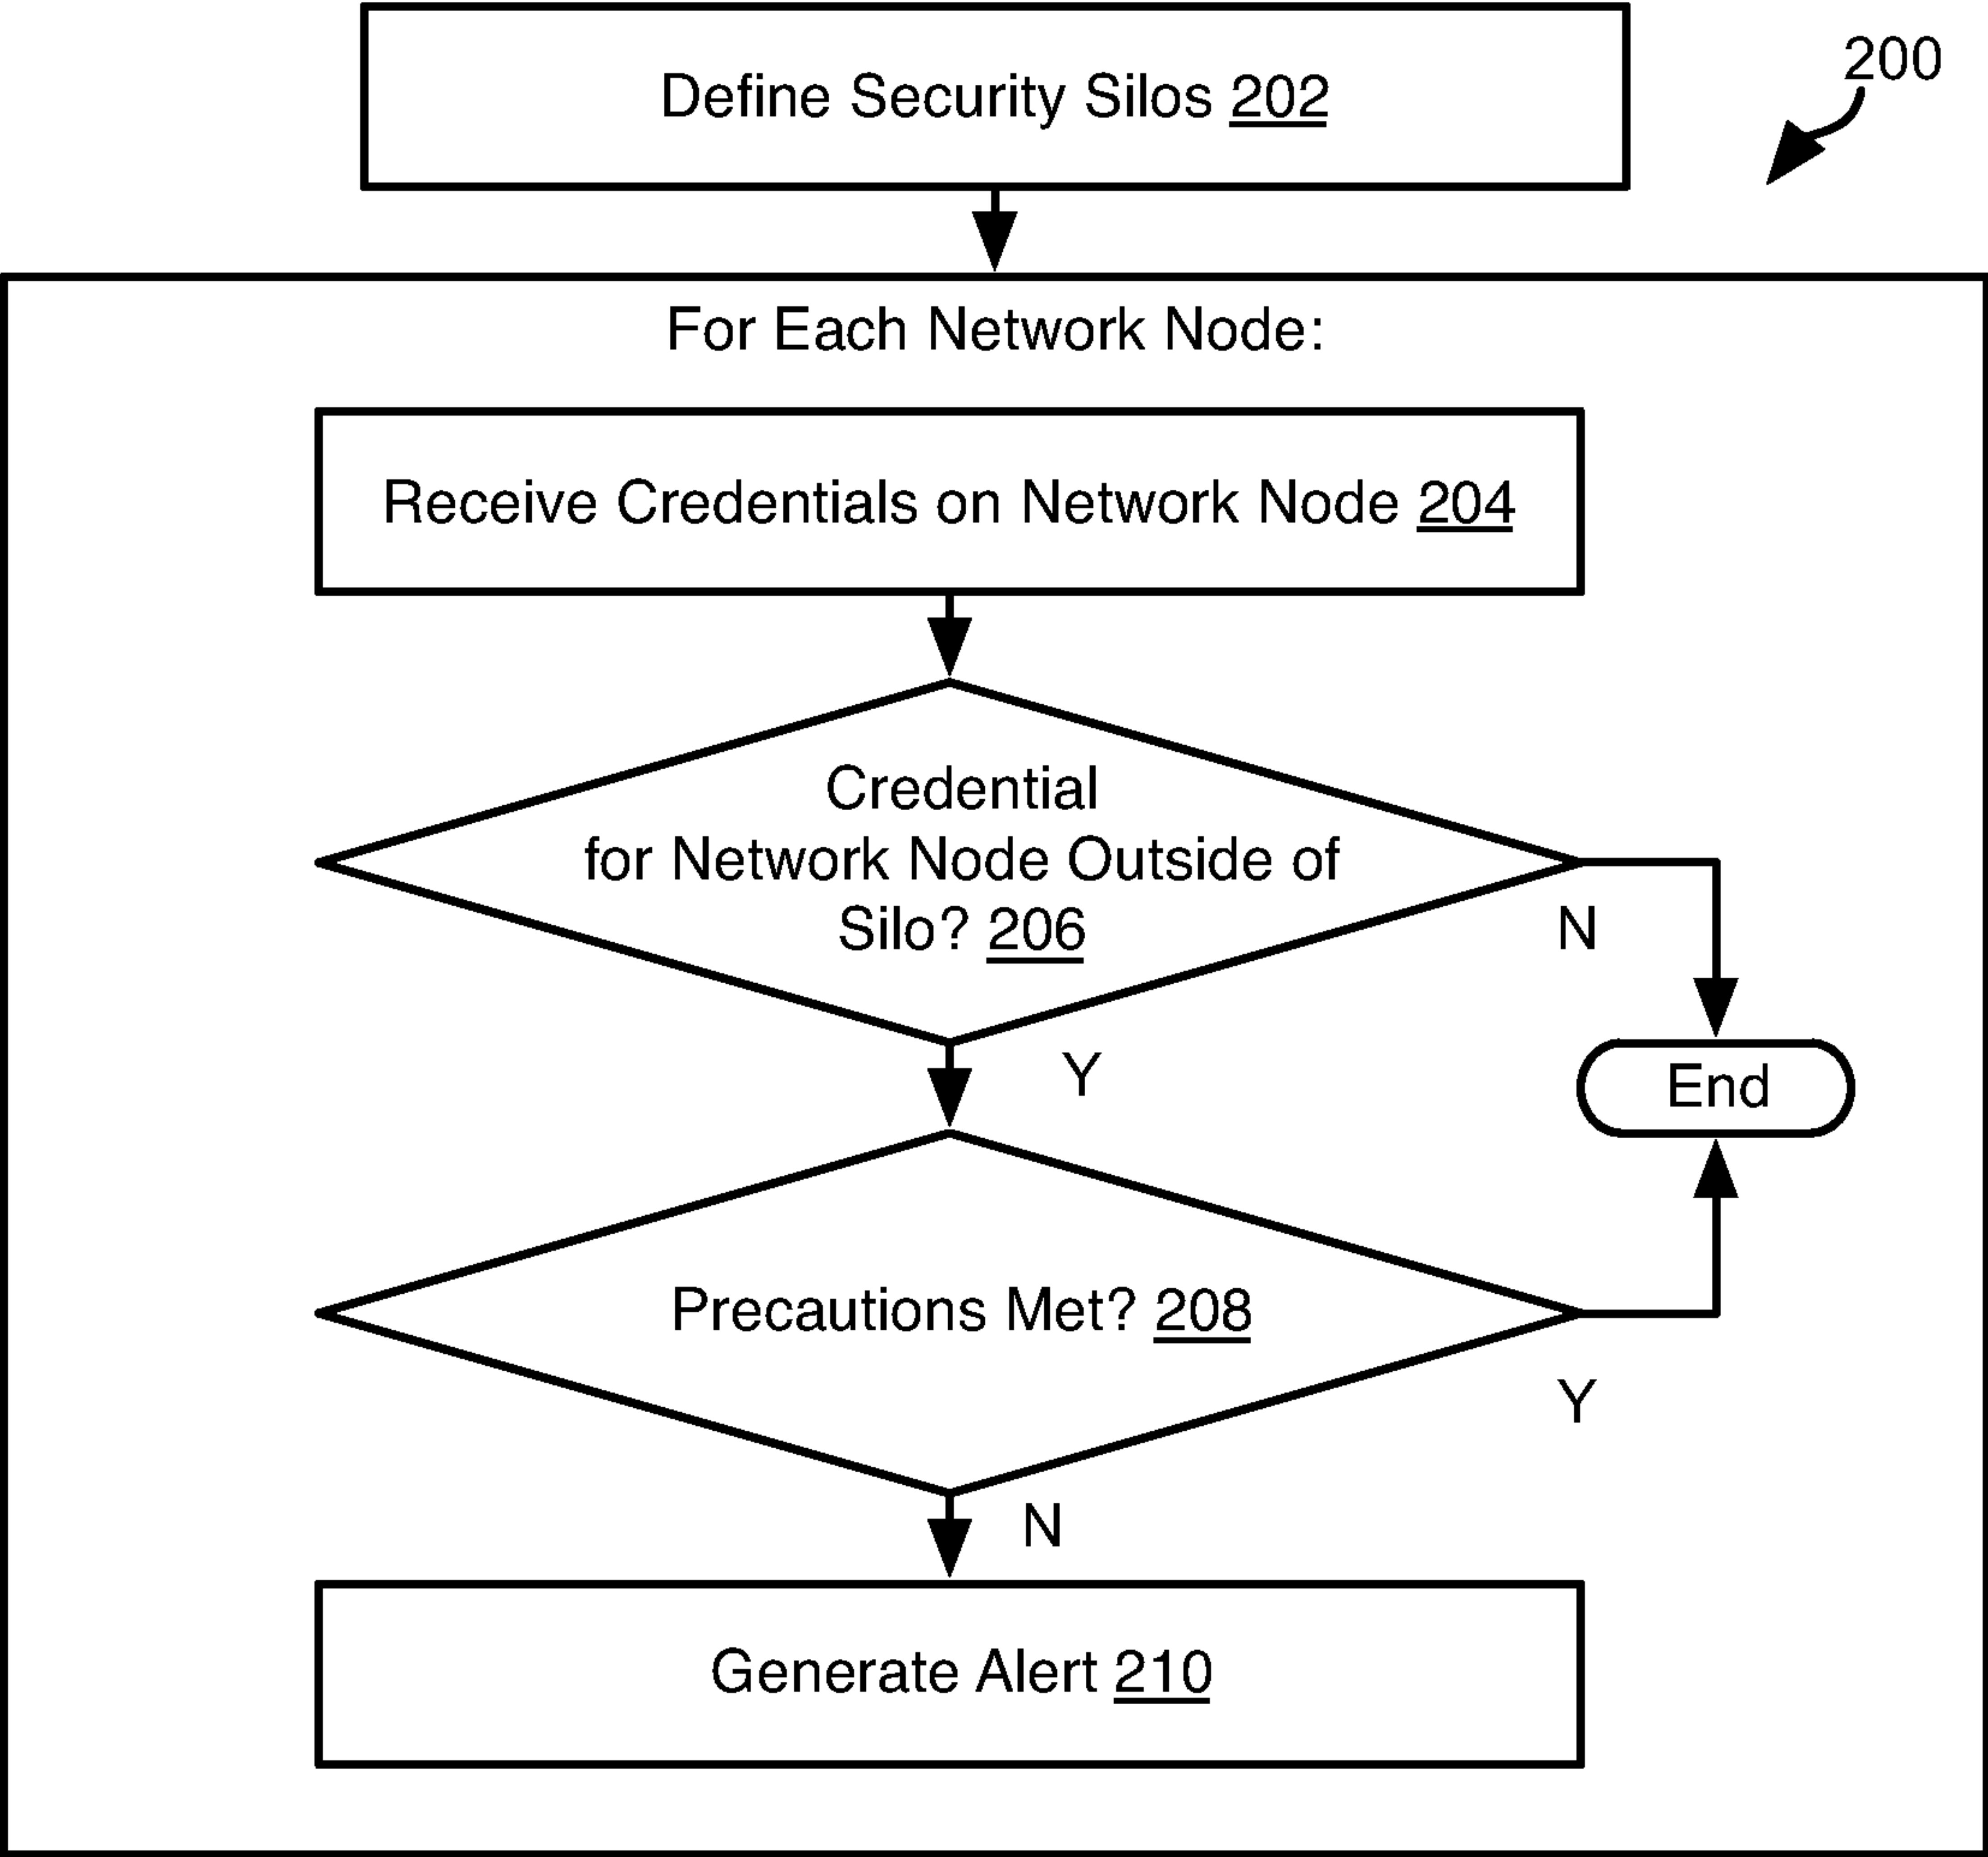 Define Security Silos 202
200
For Each Network Node:
Receive Credentials on Network Node 204
Credential
for Network Node Outside of
Silo? 206
N
Y
End
Precautions Met? 208
Y
N
Generate Alert 210